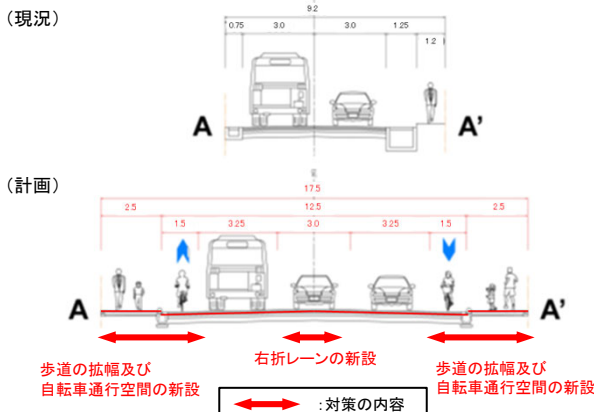 (現況)
9.2
0.75 3.0 3.0 1.25
1.2
A A'
(計画)
17.5
2.5 12.5 2.5
1.5 3.25 3.0 3.25 1.5
A A'
歩道の拡幅及び
自転車通行空間の新設
右折レーンの新設
歩道の拡幅及び
自転車通行空間の新設
:対策の内容